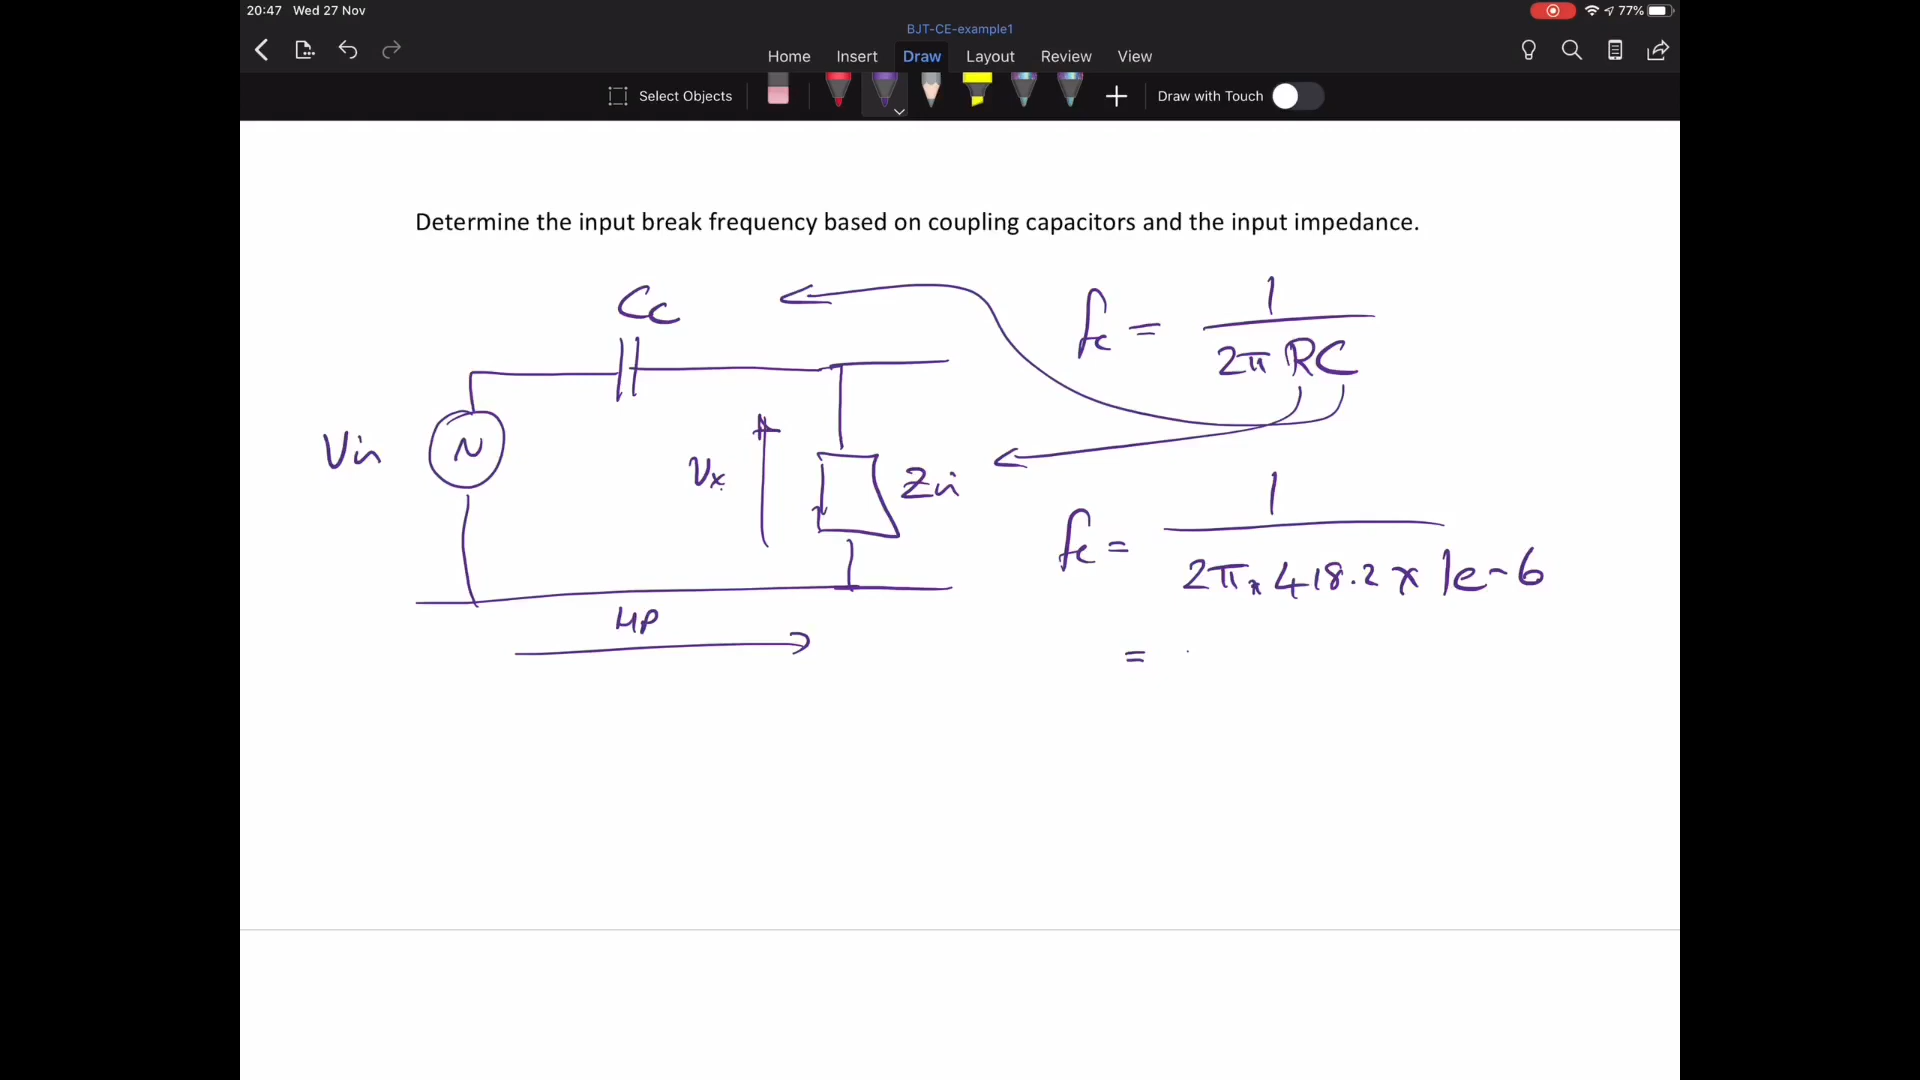 20:47 Wed 27 Nov
77%
BJT-CE-example1
Home Insert Draw Layout Review View
Select Objects
Draw with Touch
Determine the input break frequency based on coupling capacitors and the input impedance.
Cc
fc = 1 / 2π RC
Vin
N
Vx
Zin
fc = 1 / 2π x 418.2 x 1e-6
HP
=